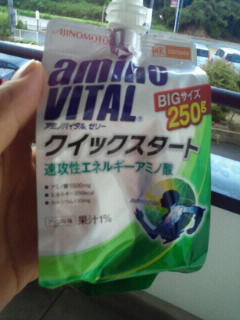 AJINOMOTO
amino
VITAL®
アミノバイタル ゼリー
BIGサイズ
250g
クイックスタート
速攻性エネルギーアミノ酸
果汁1%